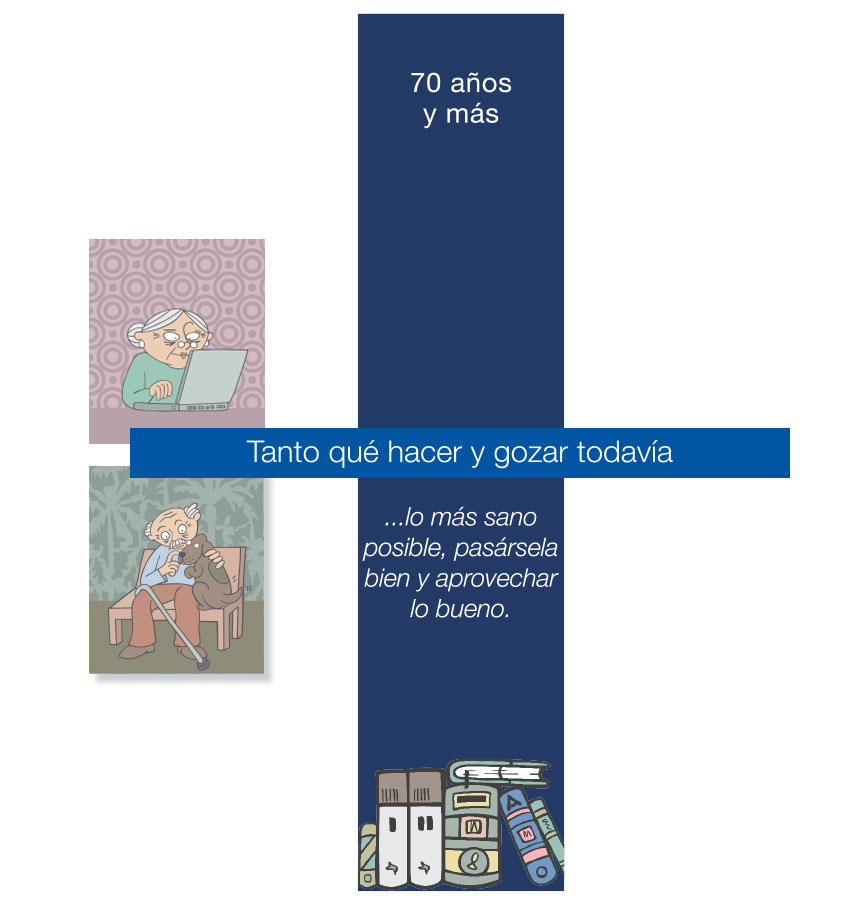 70 años
y más
Tanto qué hacer y gozar todavía
...lo más sano
posible, pasársela
bien y aprovechar
lo bueno.
A
W